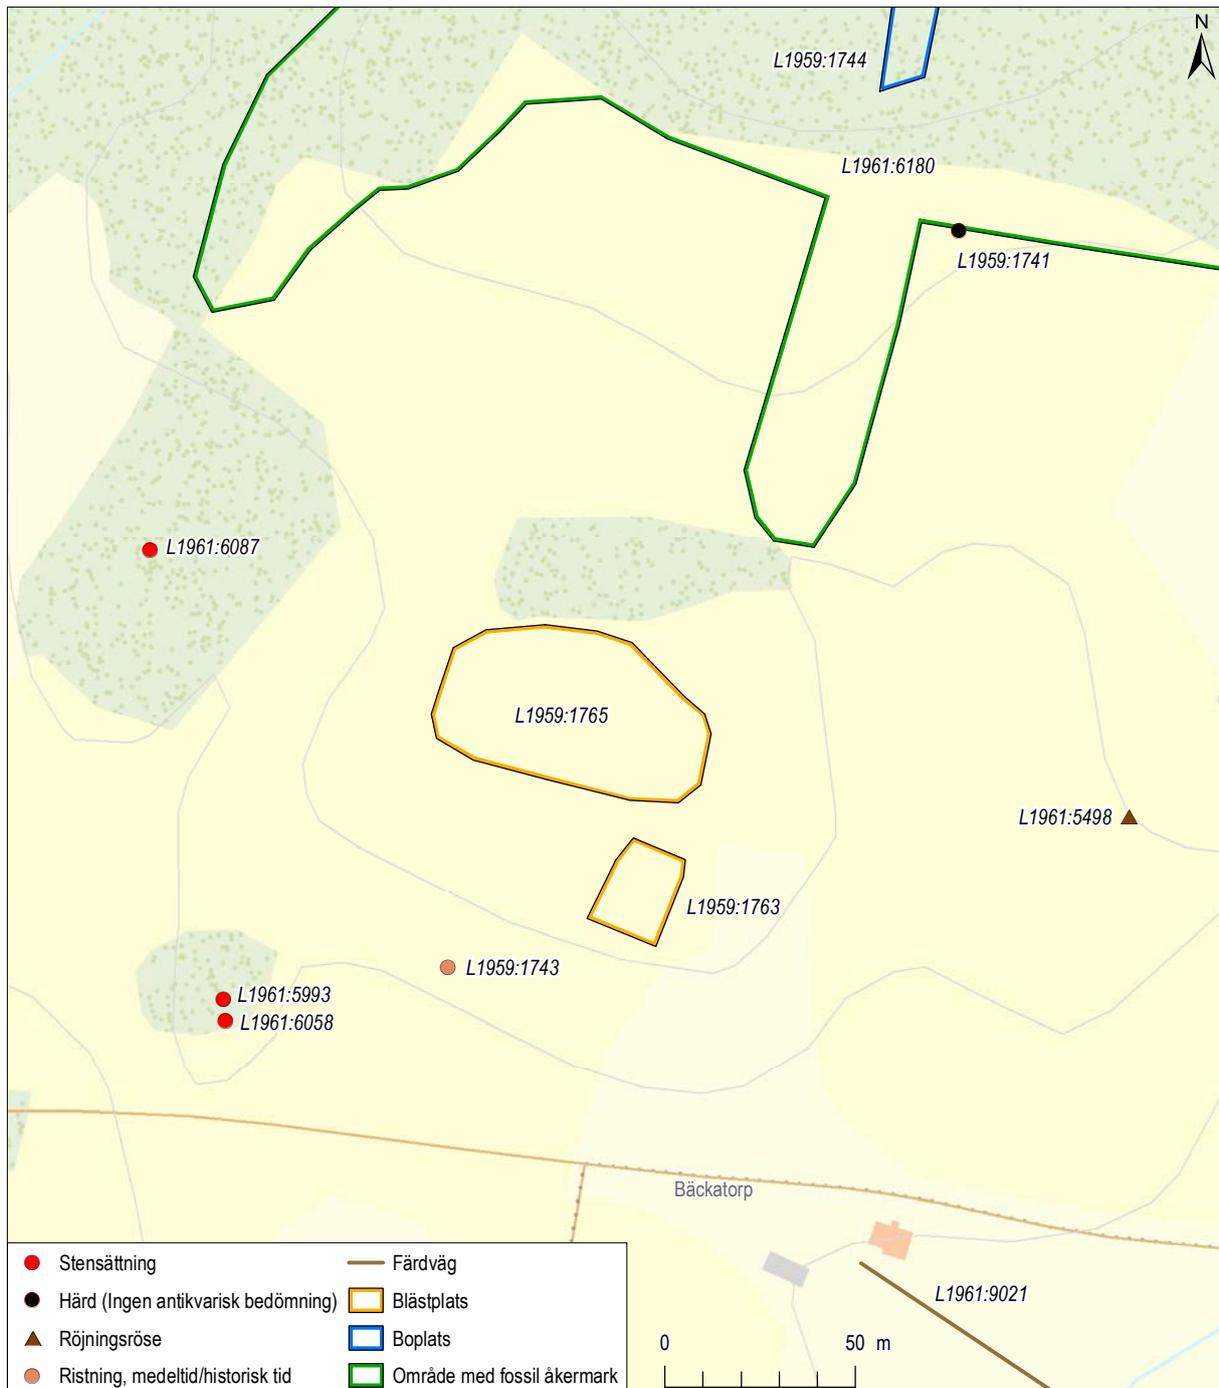 N
L1959:1744
L1961:6180
L1959:1741
L1961:6087
L1959:1765
L1961:5498
L1959:1763
L1959:1743
L1961:5993
L1961:6058
Bäckatorp
L1961:9021
Stensättning
Härd (Ingen antikvarisk bedömning)
Röjningsröse
Ristning, medeltid/historisk tid
Färdväg
Blästplats
Boplats
Område med fossil åkermark
0 50 m